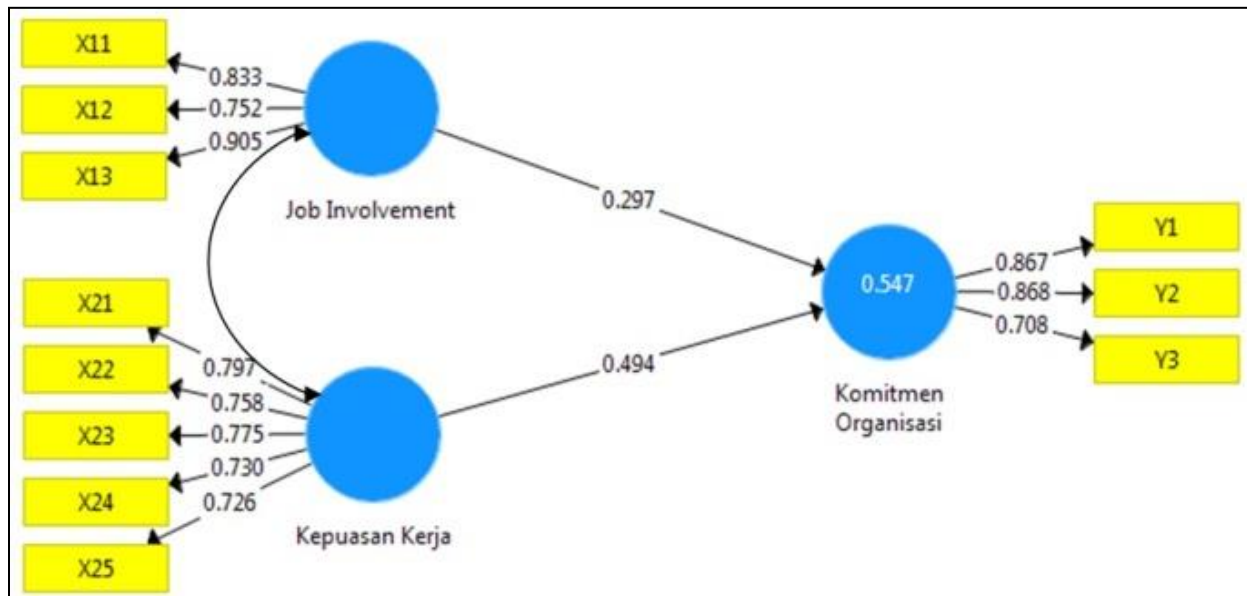 X11
X12
X13
0.833
0.752
0.905
Job Involvement
0.297
X21
X22
X23
X24
X25
0.797
0.758
0.775
0.730
0.726
Kepuasan Kerja
0.494
0.547
Komitmen
Organisasi
0.867
0.868
0.708
Y1
Y2
Y3